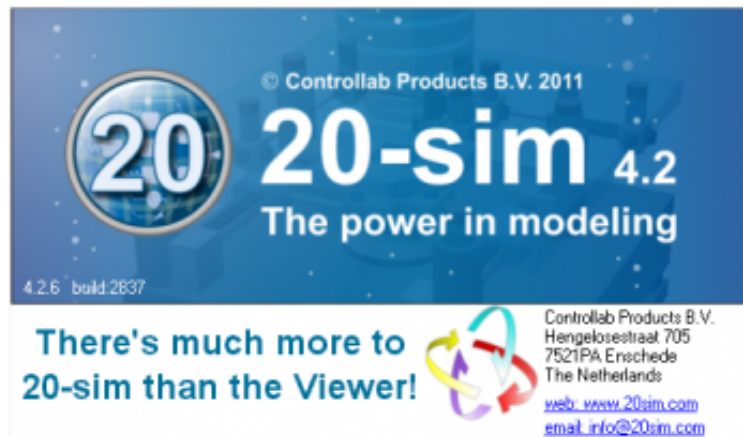 © Controllab Products B.V. 2011
20
20-sim 4.2
The power in modeling
4.2.6 build:2837
There's much more to
20-sim than the Viewer!
Controllab Products B.V.
Hengelosestraat 705
7521PA Enschede
The Netherlands
web: www.20sim.com
email: info@20sim.com